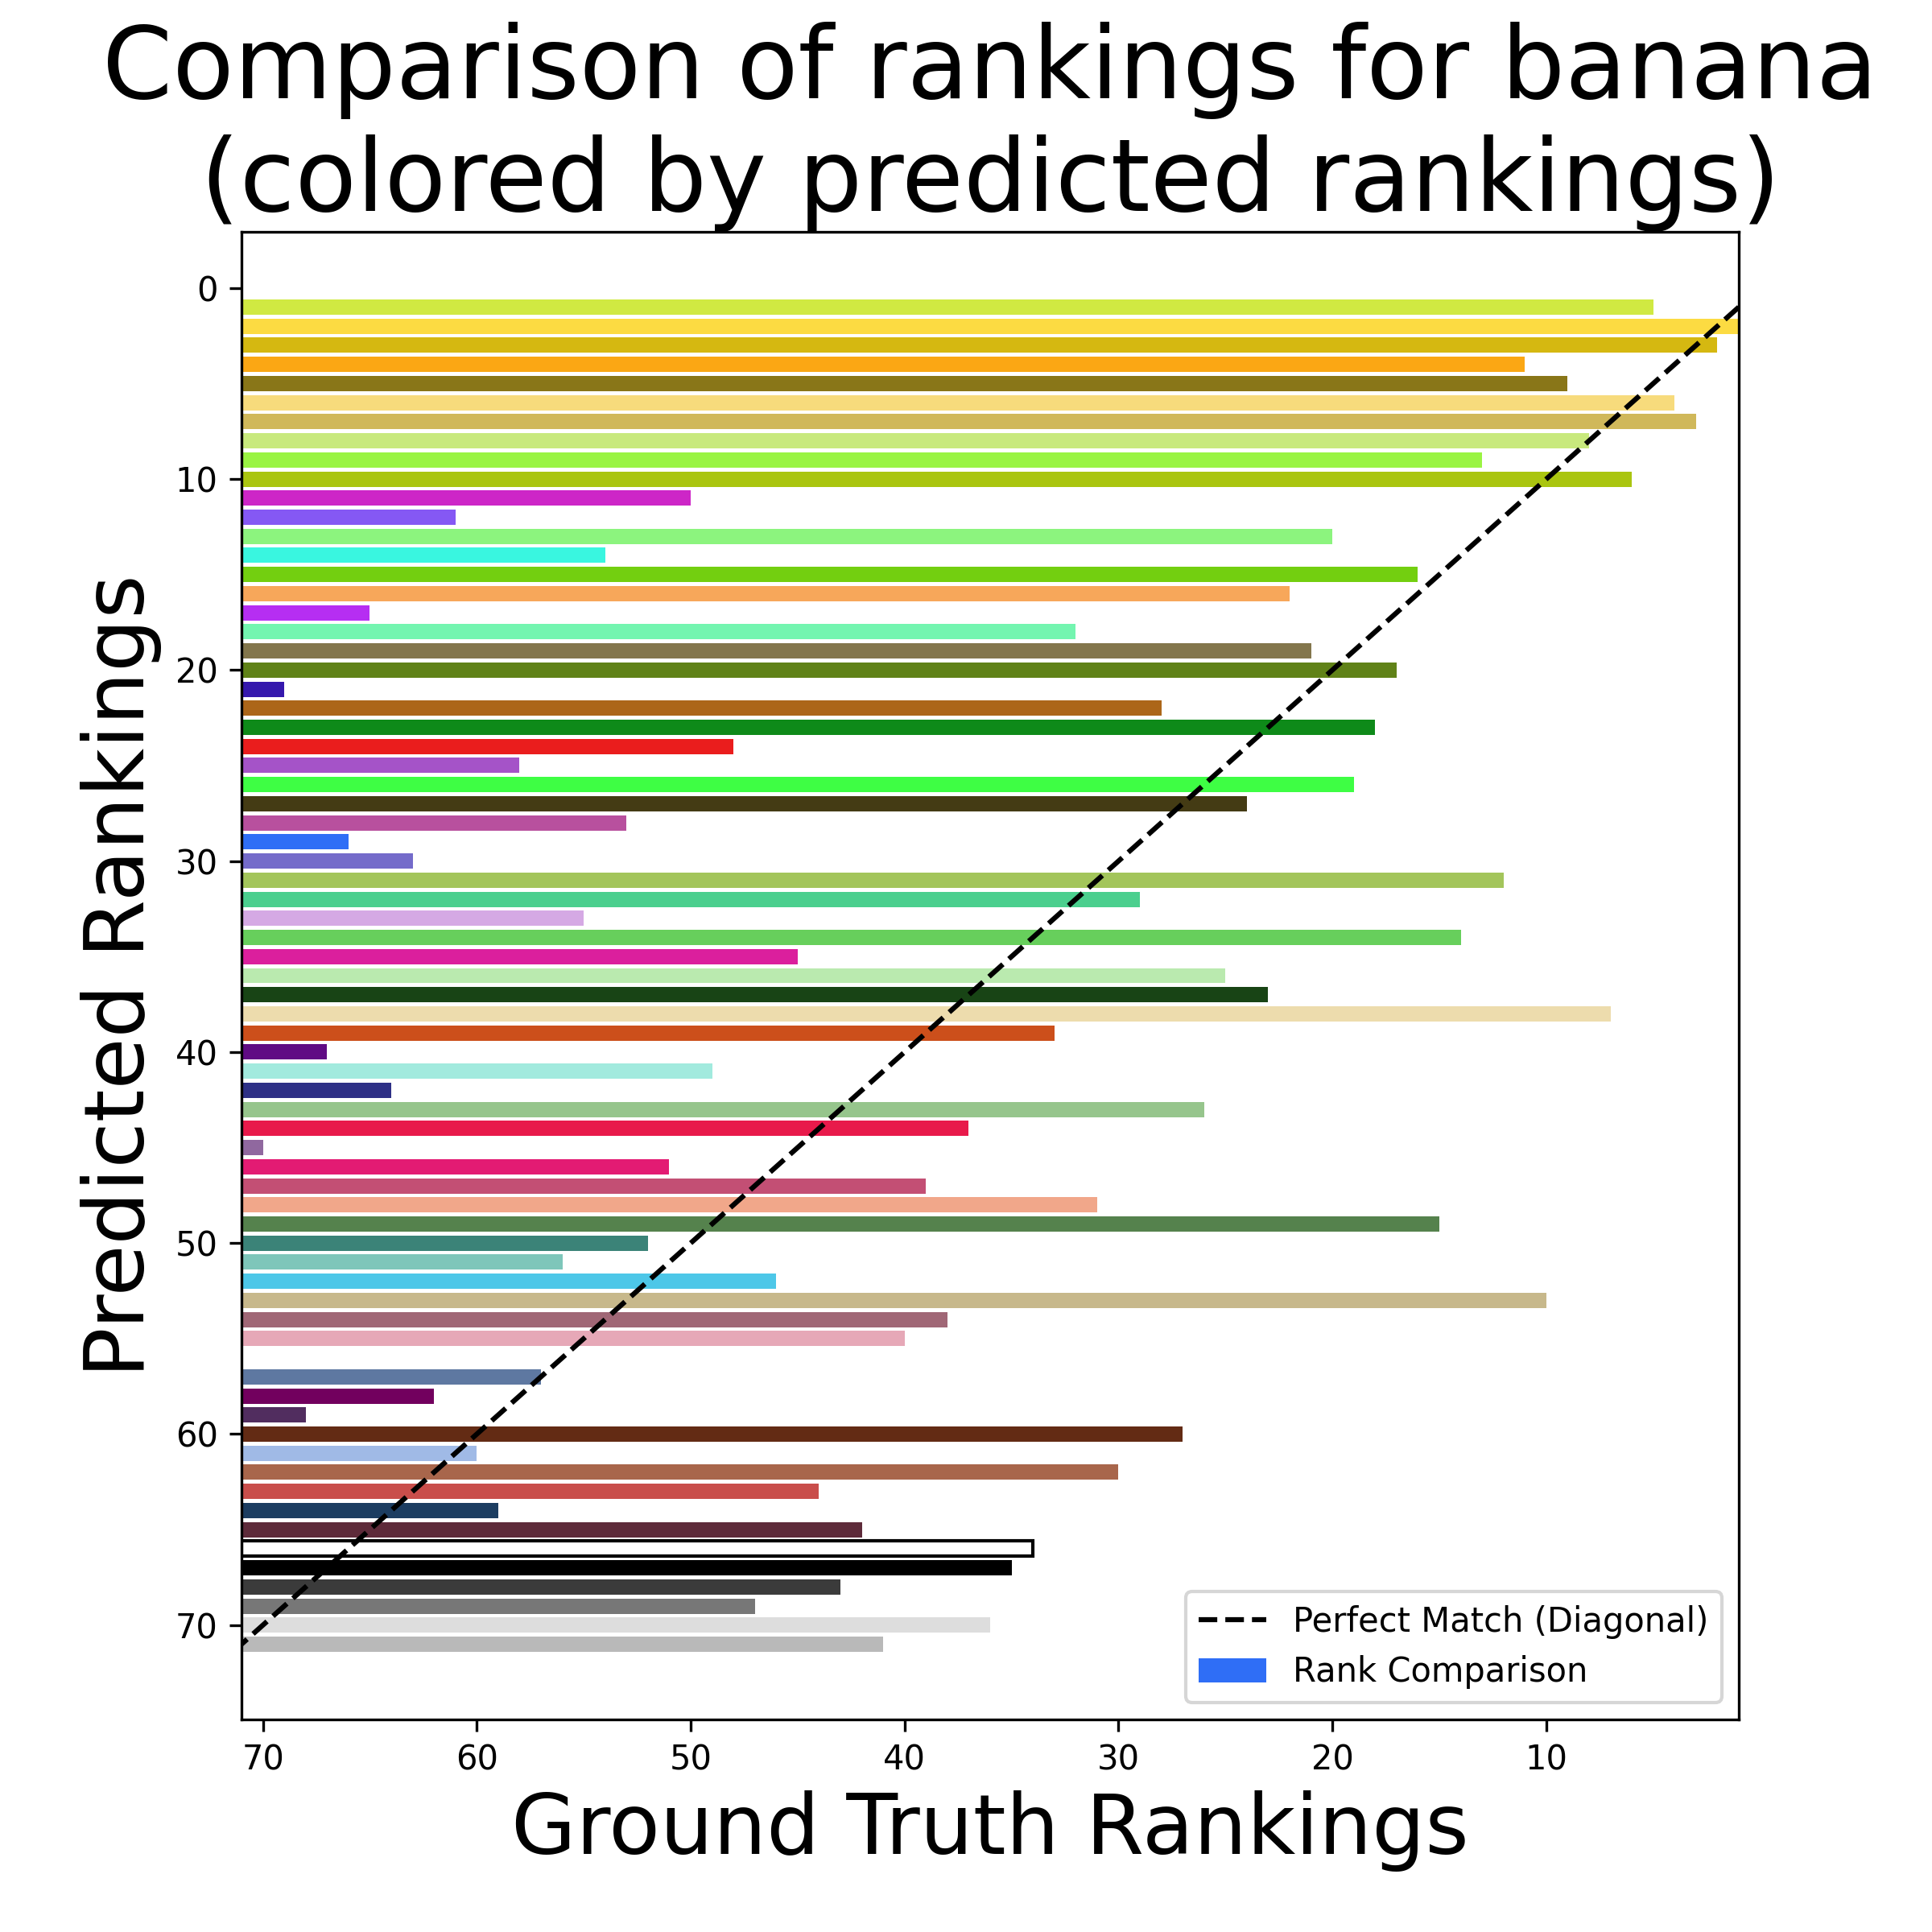 Comparison of rankings for banana
(colored by predicted rankings)
Predicted Rankings
0
10
20
30
40
50
60
70
Perfect Match (Diagonal)
Rank Comparison
70
60
50
40
30
20
10
Ground Truth Rankings